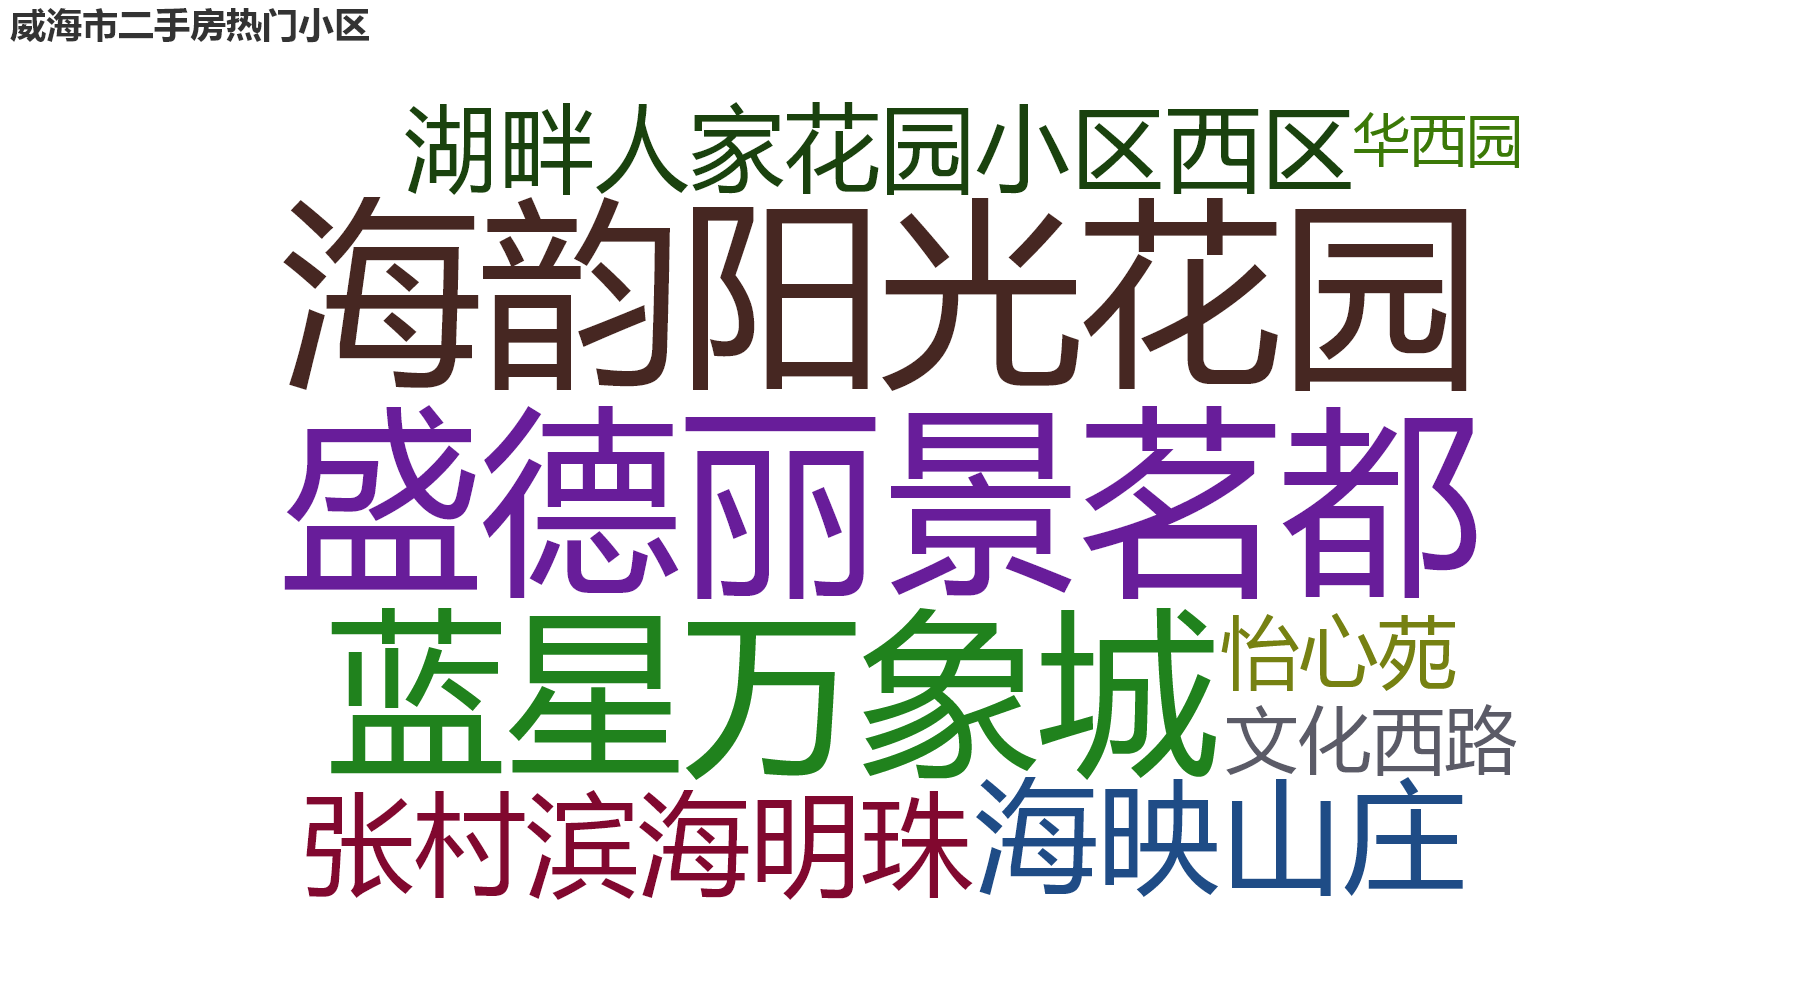 威海市二手房热门小区
湖畔人家花园小区西区
华西园
海韵阳光花园
盛德丽景茗都
蓝星万象城
怡心苑
文化西路
张村滨海明珠
海映山庄